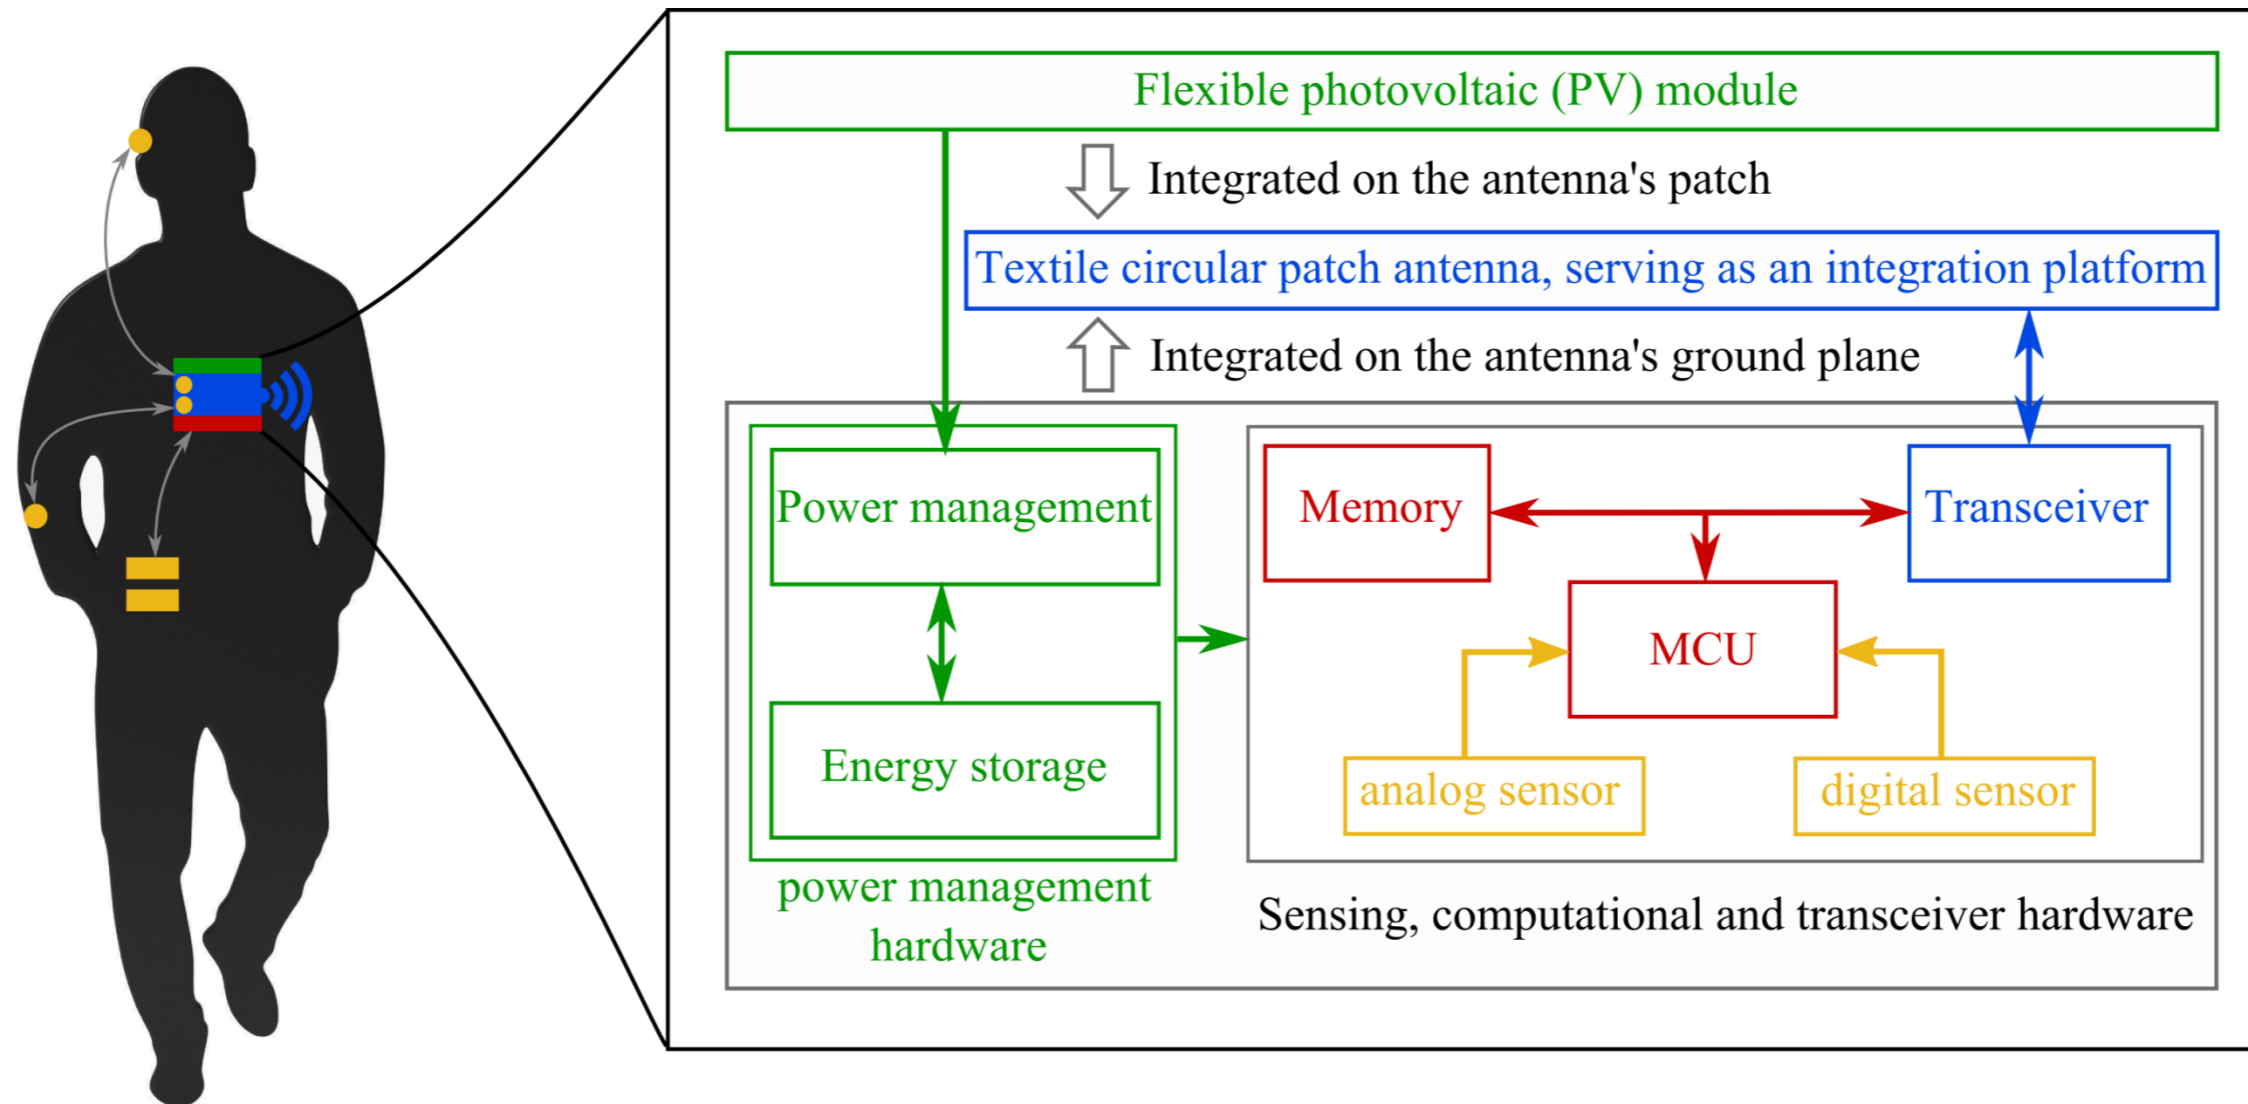 Flexible photovoltaic (PV) module
Integrated on the antenna's patch
Textile circular patch antenna, serving as an integration platform
Integrated on the antenna's ground plane
Power management
Memory
Transceiver
MCU
Energy storage
analog sensor
digital sensor
power management
hardware
Sensing, computational and transceiver hardware